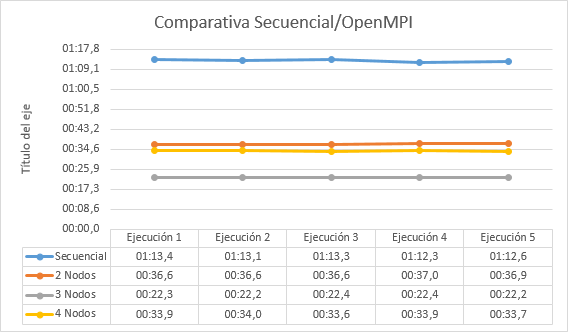 Comparativa Secuencial/OpenMPI
Título del eje
01:17,8
01:09,1
01:00,5
00:51,8
00:43,2
00:34,6
00:25,9
00:17,3
00:08,6
00:00,0
Ejecución 1 Ejecución 2 Ejecución 3 Ejecución 4 Ejecución 5
Secuencial 01:13,4 01:13,1 01:13,3 01:12,3 01:12,6
2 Nodos 00:36,6 00:36,6 00:36,6 00:37,0 00:36,9
3 Nodos 00:22,3 00:22,2 00:22,4 00:22,4 00:22,2
4 Nodos 00:33,9 00:34,0 00:33,6 00:33,9 00:33,7